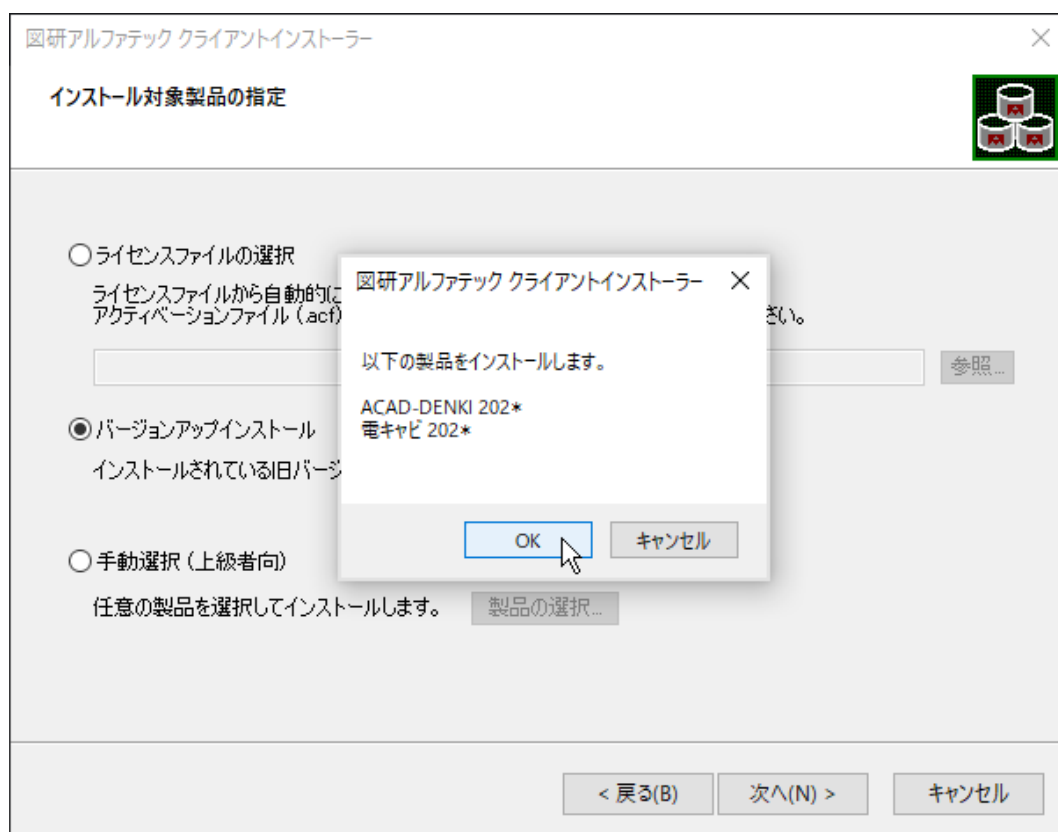 図研アルファテック クライアントインストーラー
インストール対象製品の指定
ライセンスファイルの選択
ライセンスファイルから自動的に
アクティベーションファイル（.acf）
さい。
参照...
バージョンアップインストール
インストールされている旧バージ
手動選択（上級者向）
任意の製品を選択してインストールします。
製品の選択...
図研アルファテック クライアントインストーラー
以下の製品をインストールします。
ACAD-DENKI 202*
電キャビ 202*
OK
キャンセル
< 戻る(B)
次へ(N) >
キャンセル